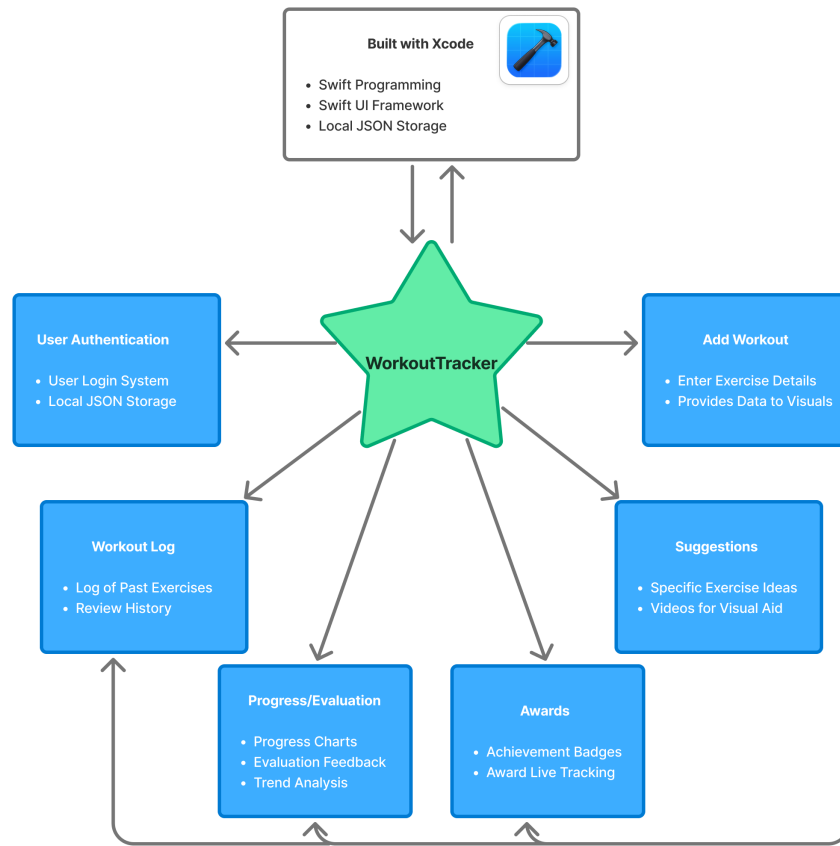 Built with Xcode
• Swift Programming
• Swift UI Framework
• Local JSON Storage
WorkoutTracker
User Authentication
• User Login System
• Local JSON Storage
Add Workout
• Enter Exercise Details
• Provides Data to Visuals
Workout Log
• Log of Past Exercises
• Review History
Suggestions
• Specific Exercise Ideas
• Videos for Visual Aid
Progress/Evaluation
• Progress Charts
• Evaluation Feedback
• Trend Analysis
Awards
• Achievement Badges
• Award Live Tracking